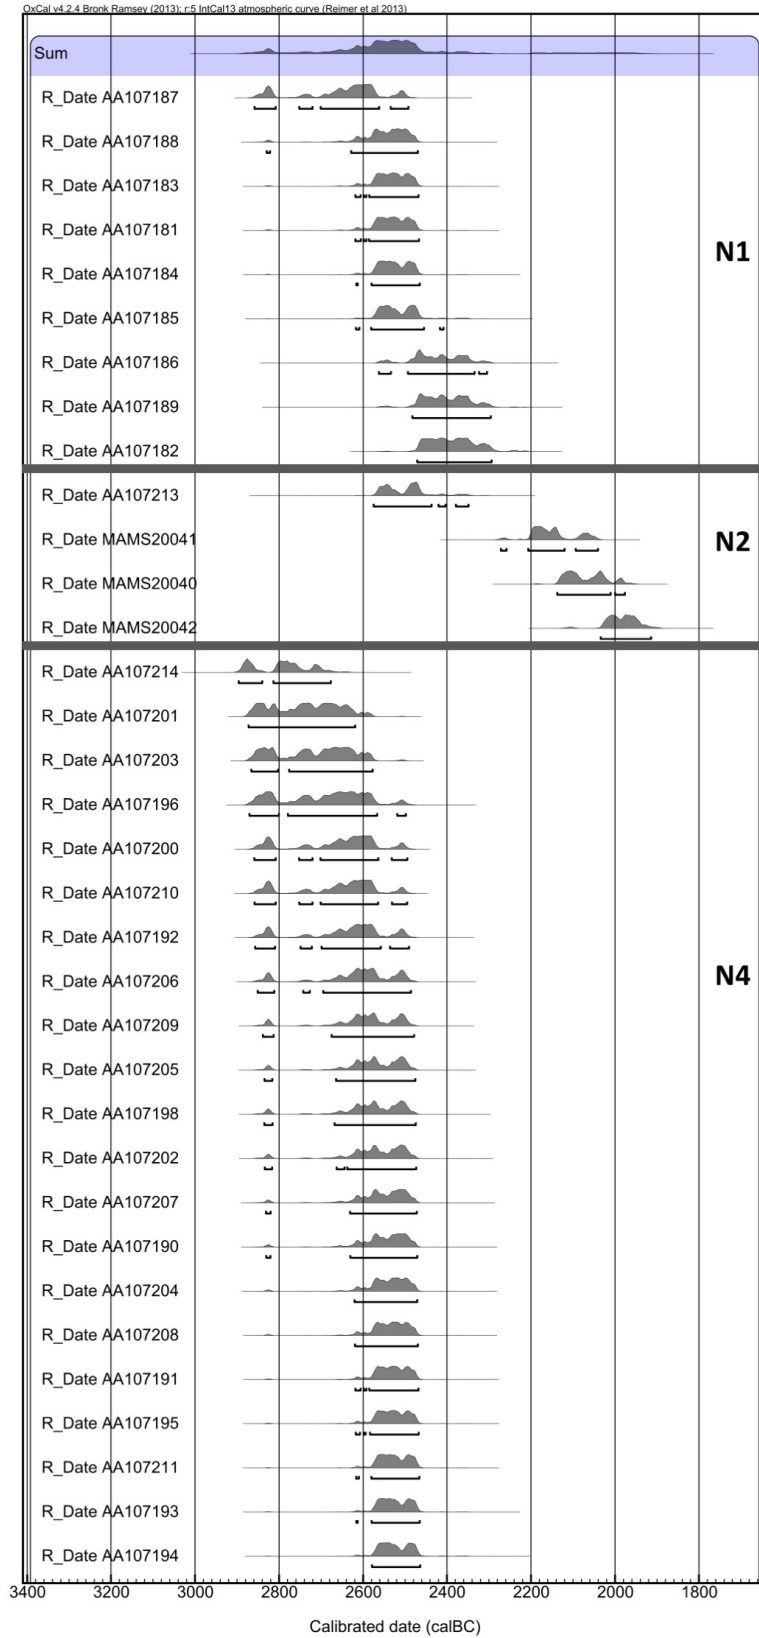 OxCal v4.2.4 Bronk Ramsey (2013); r:5 IntCal13 atmospheric curve (Reimer et al 2013)
Sum
R_Date AA107187
R_Date AA107188
R_Date AA107183
R_Date AA107181
N1
R_Date AA107184
R_Date AA107185
R_Date AA107186
R_Date AA107189
R_Date AA107182
R_Date AA107213
R_Date MAMS20041
N2
R_Date MAMS20040
R_Date MAMS20042
R_Date AA107214
R_Date AA107201
R_Date AA107203
R_Date AA107196
R_Date AA107200
R_Date AA107210
R_Date AA107192
R_Date AA107206
N4
R_Date AA107209
R_Date AA107205
R_Date AA107198
R_Date AA107202
R_Date AA107207
R_Date AA107190
R_Date AA107204
R_Date AA107208
R_Date AA107191
R_Date AA107195
R_Date AA107211
R_Date AA107193
R_Date AA107194
3400 3200 3000 2800 2600 2400 2200 2000 1800
Calibrated date (calBC)